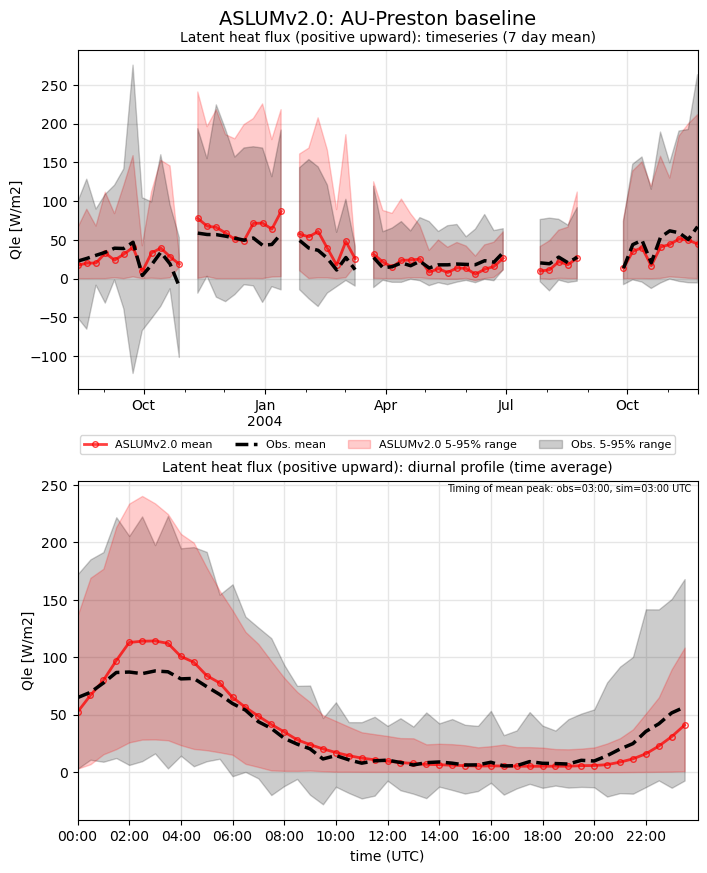 ASLUMv2.0: AU-Preston baseline
Latent heat flux (positive upward): timeseries (7 day mean)
Qle [W/m2]
250
200
150
100
50
0
−50
−100
Oct
Jan
2004
Apr
Jul
Oct
ASLUMv2.0 mean
Obs. mean
ASLUMv2.0 5-95% range
Obs. 5-95% range
Latent heat flux (positive upward): diurnal profile (time average)
Timing of mean peak: obs=03:00, sim=03:00 UTC
Qle [W/m2]
250
200
150
100
50
0
00:00
02:00
04:00
06:00
08:00
10:00
12:00
14:00
16:00
18:00
20:00
22:00
time (UTC)